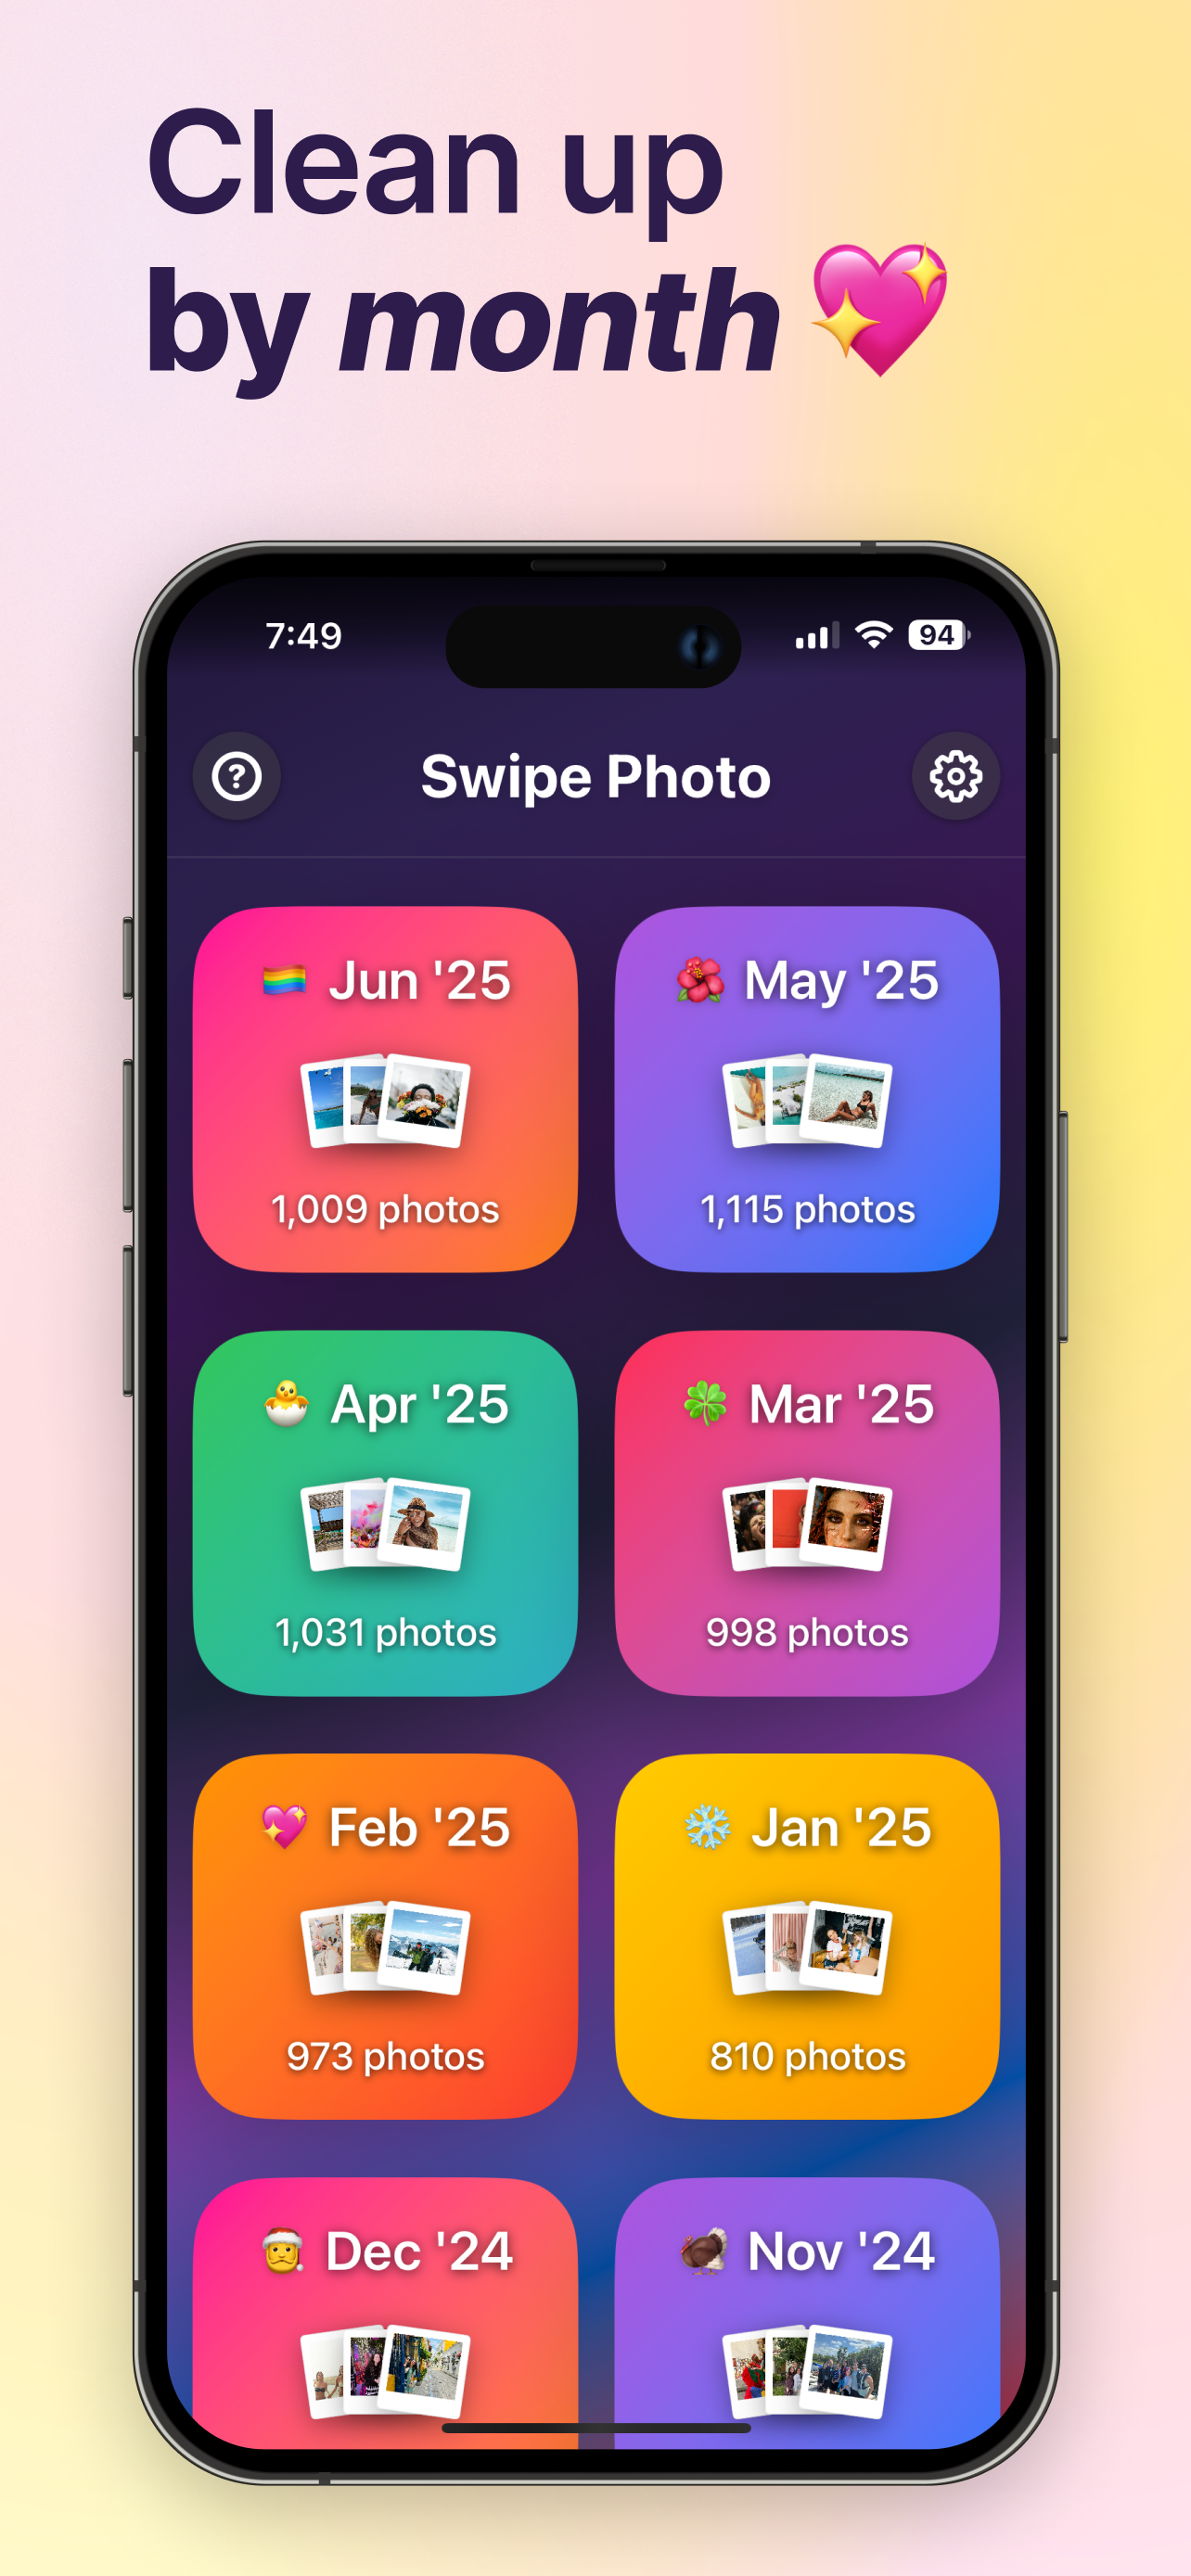 Clean up
by month 💖
7:49
94
Swipe Photo
🏳️‍🌈 Jun '25
🌺 May '25
1,009 photos
1,115 photos
🐣 Apr '25
🍀 Mar '25
1,031 photos
998 photos
💖 Feb '25
❄️ Jan '25
973 photos
810 photos
🎅 Dec '24
🦃 Nov '24